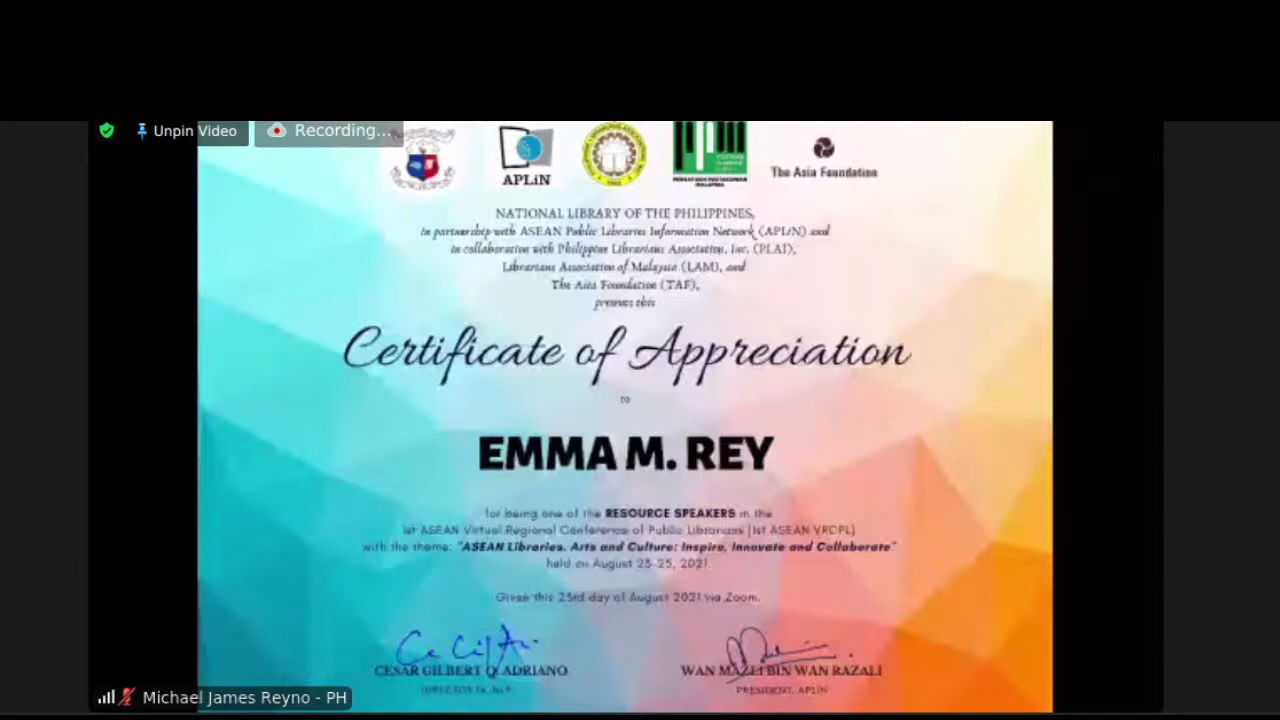 Unpin Video
Recording...
APLiN
The Asia Foundation
NATIONAL LIBRARY OF THE PHILIPPINES,
in partnership with ASEAN Public Libraries Information Network (APLiN) and
in collaboration with Philippine Librarians Association, Inc. (PLAI),
Librarians Association of Malaysia (LAM), and
The Asia Foundation (TAF),
presents this
Certificate of Appreciation
to
EMMA M. REY
for being one of the RESOURCE SPEAKERS in the
1st ASEAN Virtual Regional Conference of Public Librarians (1st ASEAN VRCPL)
with the theme: "ASEAN Libraries, Arts and Culture: Inspire, Innovate and Collaborate"
held on August 23-25, 2021.
Given this 23rd day of August 2021 via Zoom.
CESAR GILBERT Q. ADRIANO
WAN MAZLI BIN WAN RAZALI
PRESIDENT, APLiN
Michael James Reyno - PH